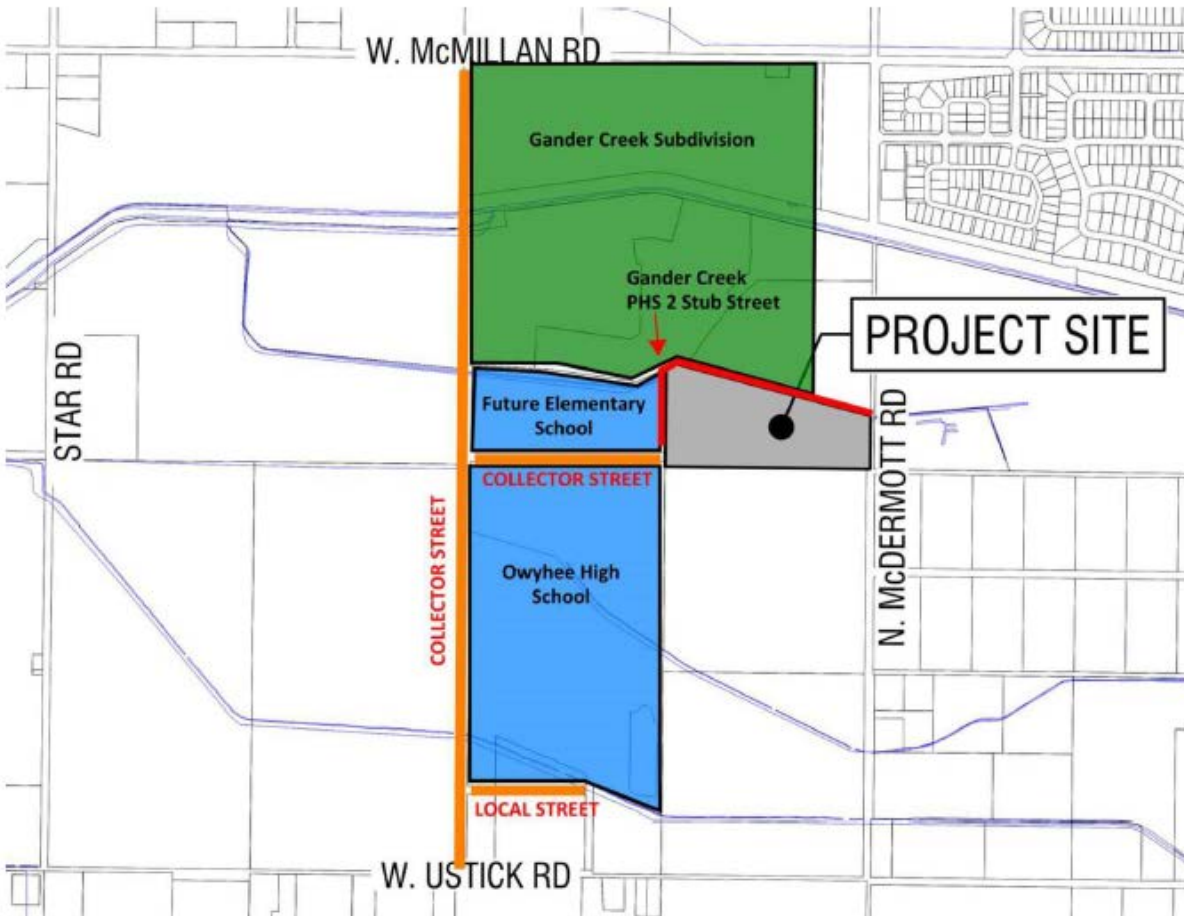 W. McMILLAN RD
Gander Creek Subdivision
Gander Creek
PHS 2 Stub Street
PROJECT SITE
STAR RD
Future Elementary
School
N. McDERMOTT RD
COLLECTOR STREET
COLLECTOR STREET
Owyhee High
School
LOCAL STREET
W. USTICK RD